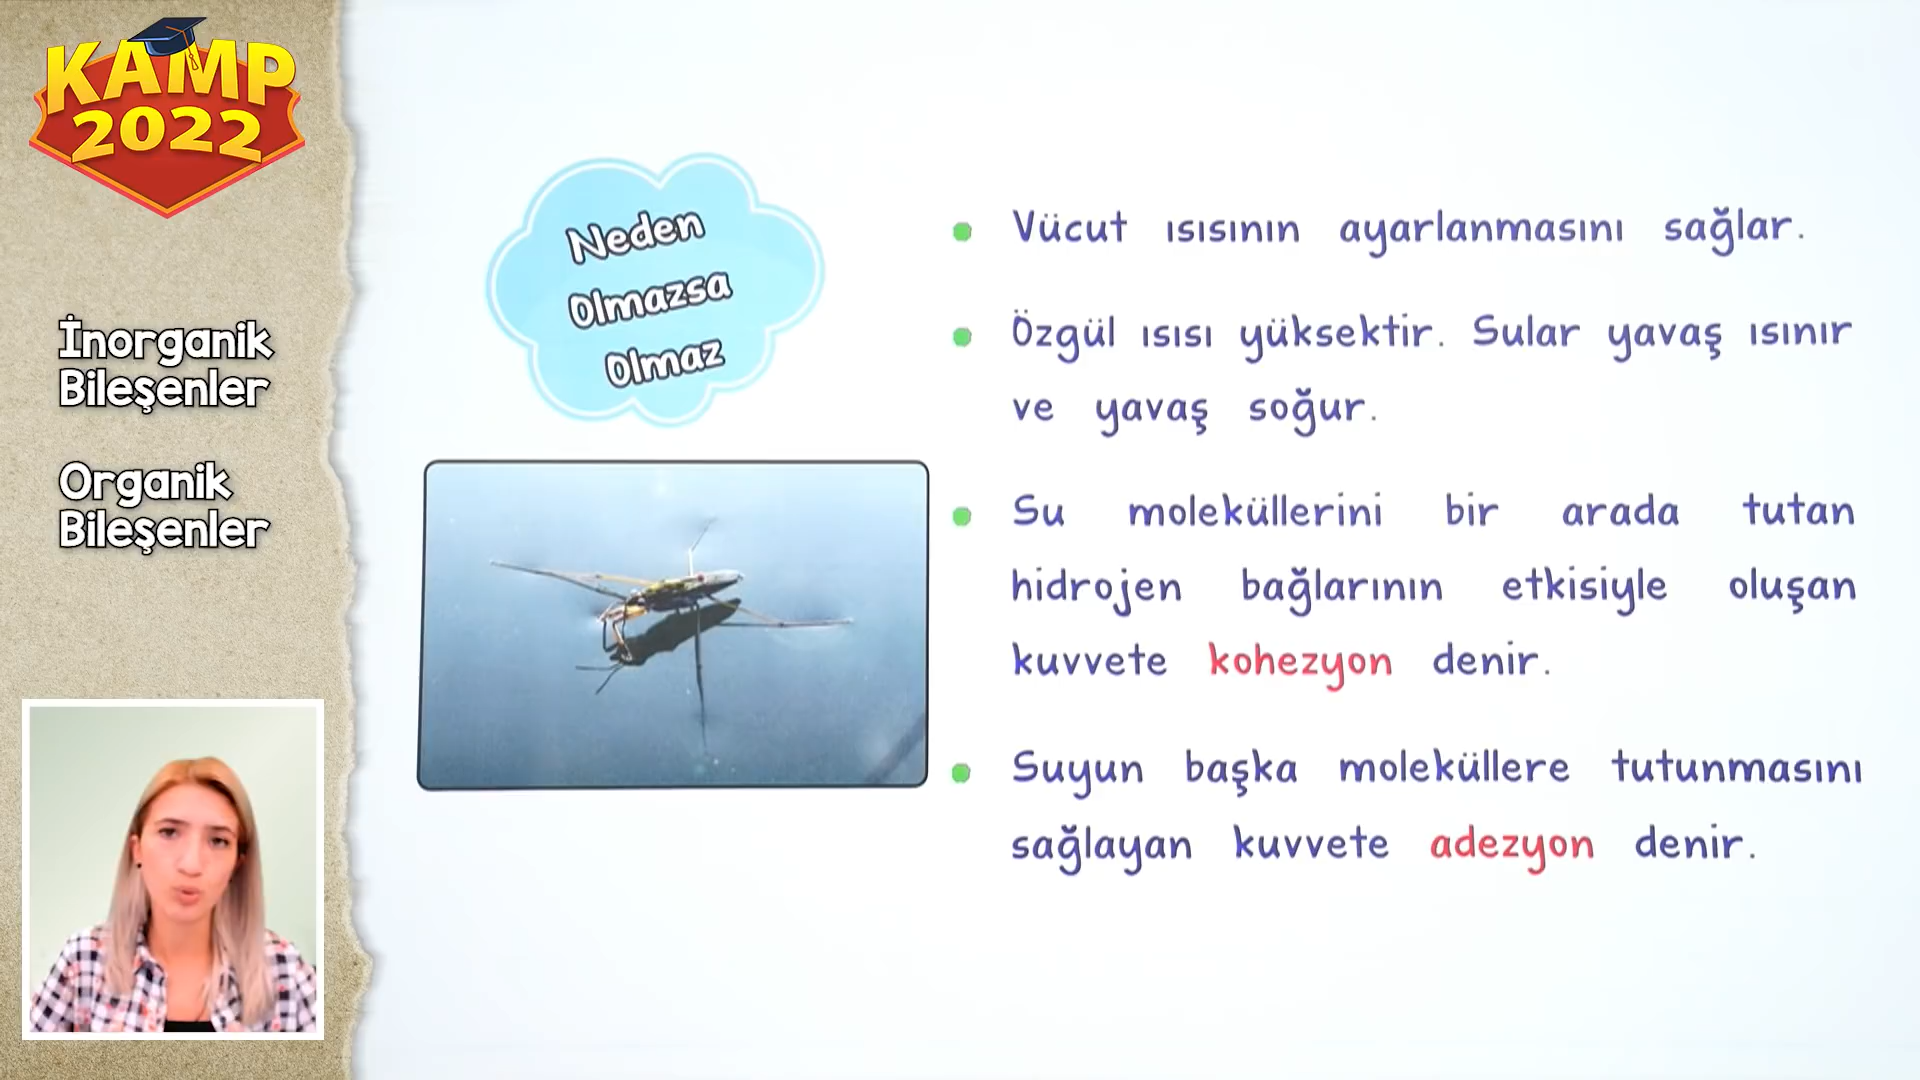 KAMP
2022
İnorganik
Bileşenler
Organik
Bileşenler
Neden
Olmazsa
Olmaz
Vücut ısısının ayarlanmasını sağlar.
Özgül ısısı yüksektir. Sular yavaş ısınır
ve yavaş soğur.
Su moleküllerini bir arada tutan
hidrojen bağlarının etkisiyle oluşan
kuvvete kohezyon denir.
Suyun başka moleküllere tutunmasını
sağlayan kuvvete adezyon denir.